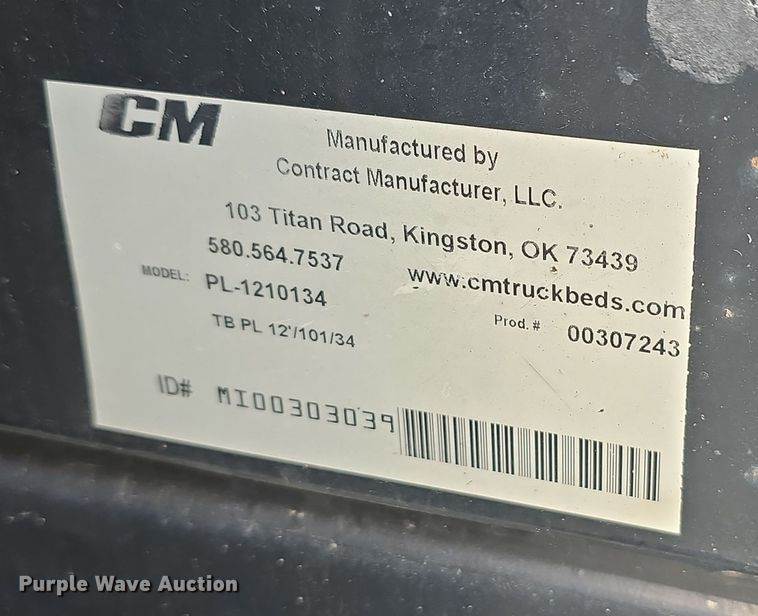 CM
Manufactured by
Contract Manufacturer, LLC.
103 Titan Road, Kingston, OK 73439
580.564.7537
www.cmtruckbeds.com
MODEL: PL-1210134
Prod. # 00307243
TB PL 12'/101/34
ID# MI00303039
Purple Wave Auction